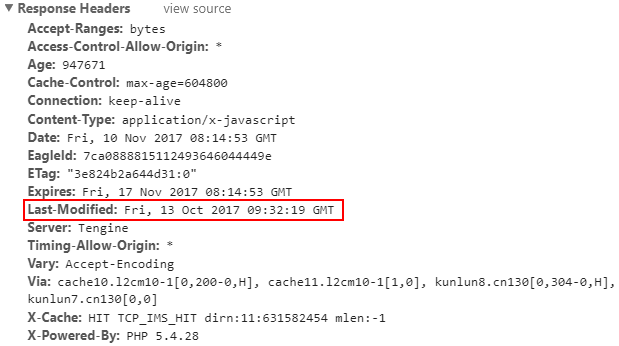 ▼ Response Headers view source
Accept-Ranges: bytes
Access-Control-Allow-Origin: *
Age: 947671
Cache-Control: max-age=604800
Connection: keep-alive
Content-Type: application/x-javascript
Date: Fri, 10 Nov 2017 08:14:53 GMT
EagleId: 7ca0888815112493646044449e
ETag: "3e824b2a644d31:0"
Expires: Fri, 17 Nov 2017 08:14:53 GMT
Last-Modified: Fri, 13 Oct 2017 09:32:19 GMT
Server: Tengine
Timing-Allow-Origin: *
Vary: Accept-Encoding
Via: cache10.l2cm10-1[0,200-0,H], cache11.l2cm10-1[1,0], kunlun8.cn130[0,304-0,H],
kunlun7.cn130[0,0]
X-Cache: HIT TCP_IMS_HIT dirn:11:631582454 mlen:-1
X-Powered-By: PHP 5.4.28